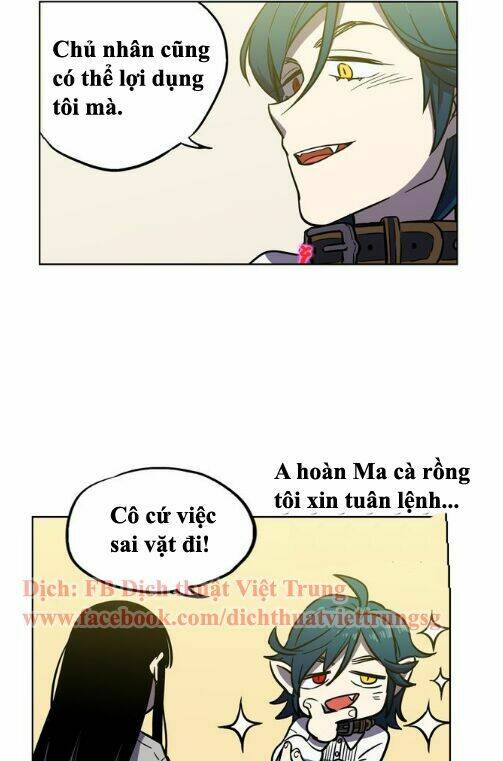 Chủ nhân cũng
có thể lợi dụng
tôi mà.
A hoàn Ma cà rồng
tôi xin tuân lệnh...
Cô cứ việc
sai vặt đi!
Dịch: FB Dịch thuật Việt Trung
www.facebook.com/dichthuatviettrungsg